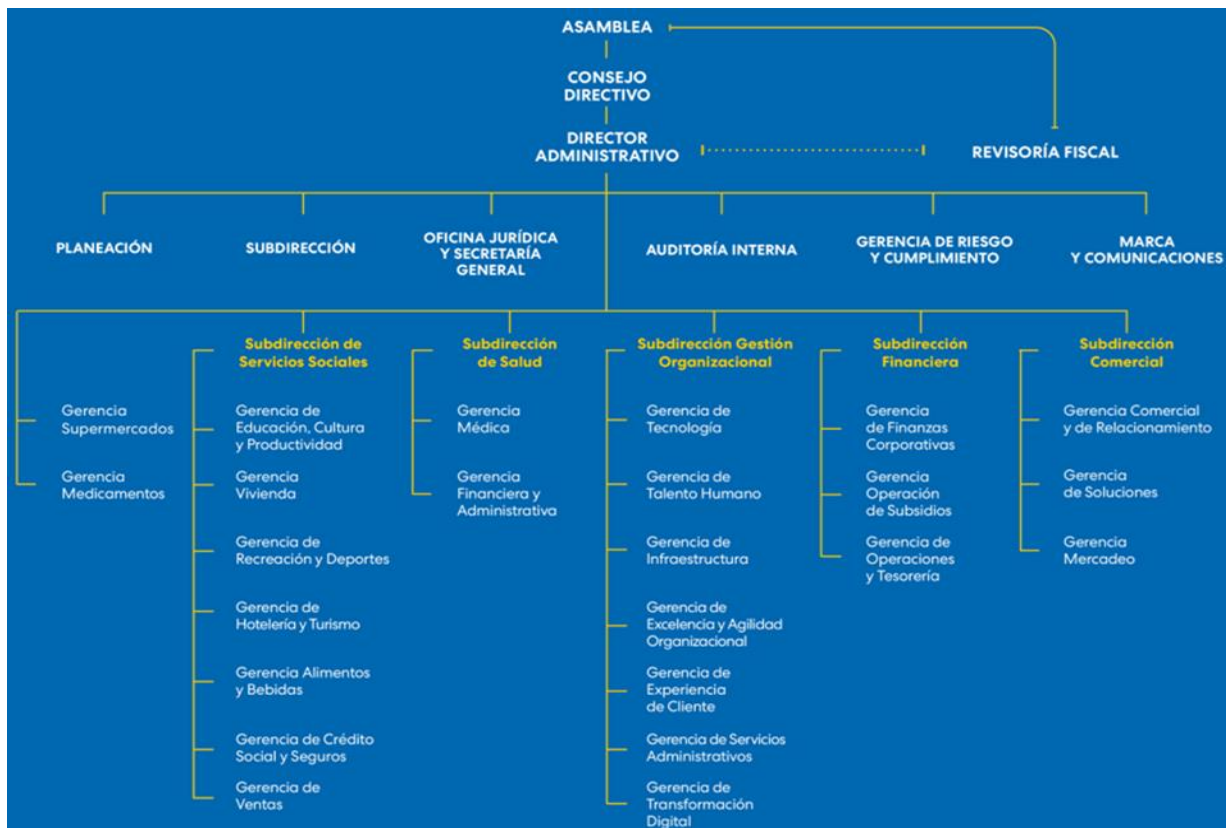 ASAMBLEA
CONSEJO
DIRECTIVO
DIRECTOR
ADMINISTRATIVO
REVISORÍA FISCAL
PLANEACIÓN
SUBDIRECCIÓN
OFICINA JURÍDICA
Y SECRETARÍA
GENERAL
AUDITORÍA INTERNA
GERENCIA DE RIESGO
Y CUMPLIMIENTO
MARCA
Y COMUNICACIONES
Gerencia
Supermercados
Gerencia
Medicamentos
Subdirección de
Servicios Sociales
Gerencia de
Educación, Cultura
y Productividad
Gerencia
Vivienda
Gerencia de
Recreación y Deportes
Gerencia de
Hotelería y Turismo
Gerencia Alimentos
y Bebidas
Gerencia de Crédito
Social y Seguros
Gerencia de
Ventas
Subdirección
de Salud
Gerencia
Médica
Gerencia
Financiera y
Administrativa
Subdirección Gestión
Organizacional
Gerencia de
Tecnología
Gerencia de
Talento Humano
Gerencia de
Infraestructura
Gerencia de
Excelencia y Agilidad
Organizacional
Gerencia de
Experiencia
de Cliente
Gerencia de Servicios
Administrativos
Gerencia de
Transformación
Digital
Subdirección
Financiera
Gerencia
de Finanzas
Corporativas
Gerencia
Operación
de Subsidios
Gerencia de
Operaciones
y Tesorería
Subdirección
Comercial
Gerencia Comercial
y de Relacionamiento
Gerencia
de Soluciones
Gerencia
Mercadeo